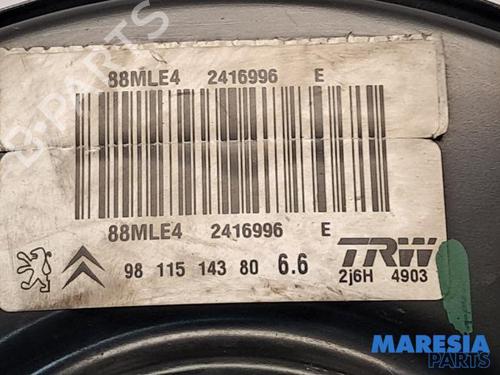 88MLE4 2416996 E
B-PARTS
88MLE4 2416996 E
98 115 143 80 6.6
TRW
2j6H 4903
MARESIA
PARTS